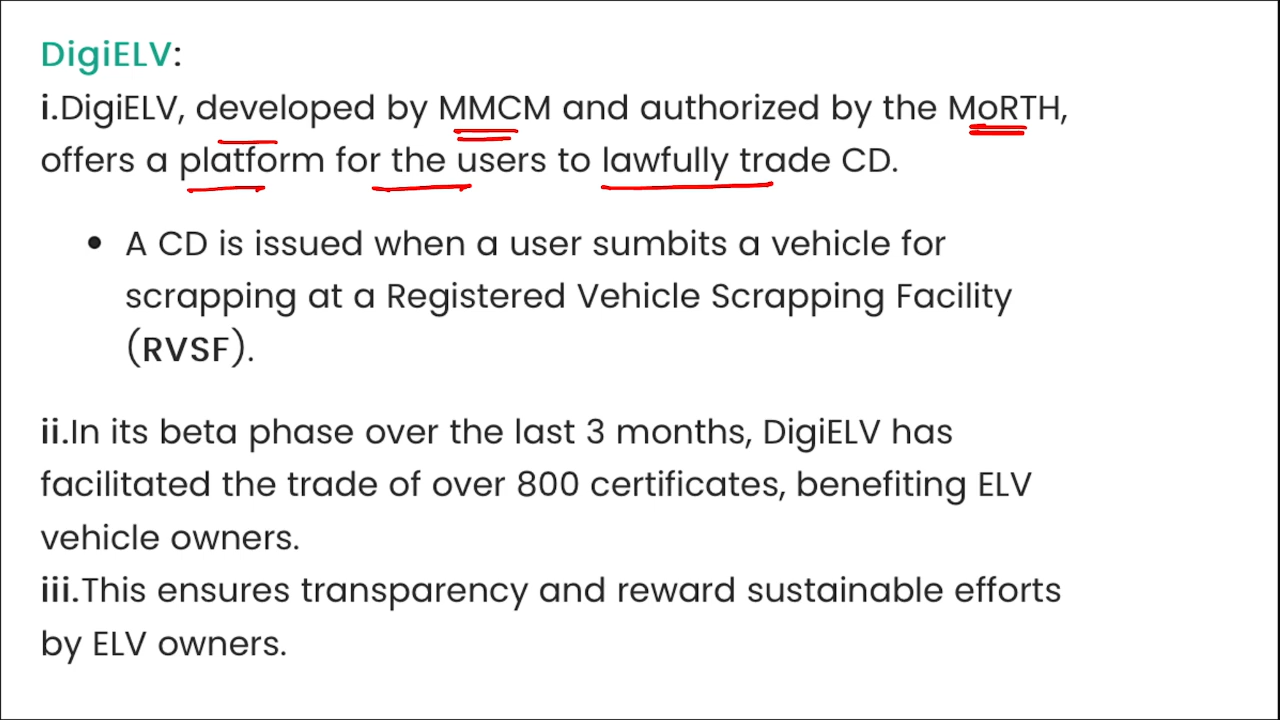 DigiELV:
i.DigiELV, developed by MMCM and authorized by the MoRTH,
offers a platform for the users to lawfully trade CD.
• A CD is issued when a user sumbits a vehicle for
scrapping at a Registered Vehicle Scrapping Facility
(RVSF).
ii.In its beta phase over the last 3 months, DigiELV has
facilitated the trade of over 800 certificates, benefiting ELV
vehicle owners.
iii.This ensures transparency and reward sustainable efforts
by ELV owners.